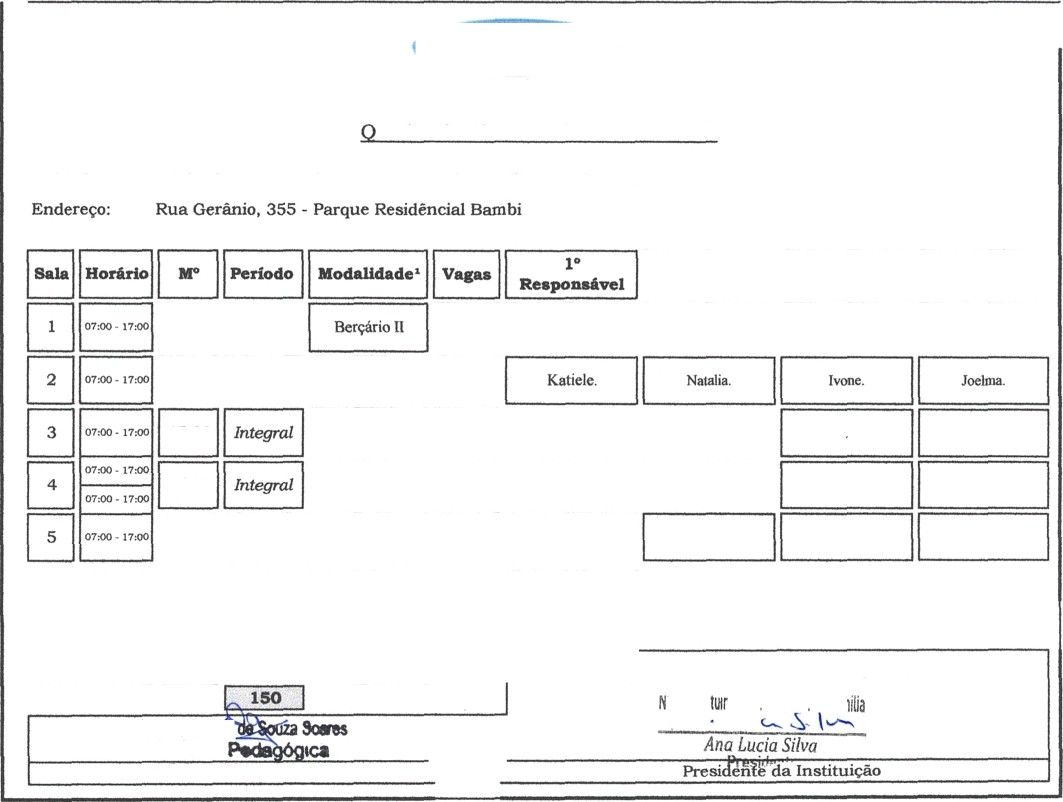 Q
Endereço: Rua Gerânio, 355 - Parque Residêncial Bambi
Sala Horário Mº Período Modalidade¹ Vagas 1º Responsável
1 07:00 - 17:00 Berçário II
2 07:00 - 17:00 Katiele. Natalia. Ivone. Joelma.
3 07:00 - 17:00 Integral
07:00 - 17:00
4 Integral
07:00 - 17:00
5 07:00 - 17:00
150
de Souza Soares
Pedagógica
Ana Lucia Silva
Presidente da Instituição